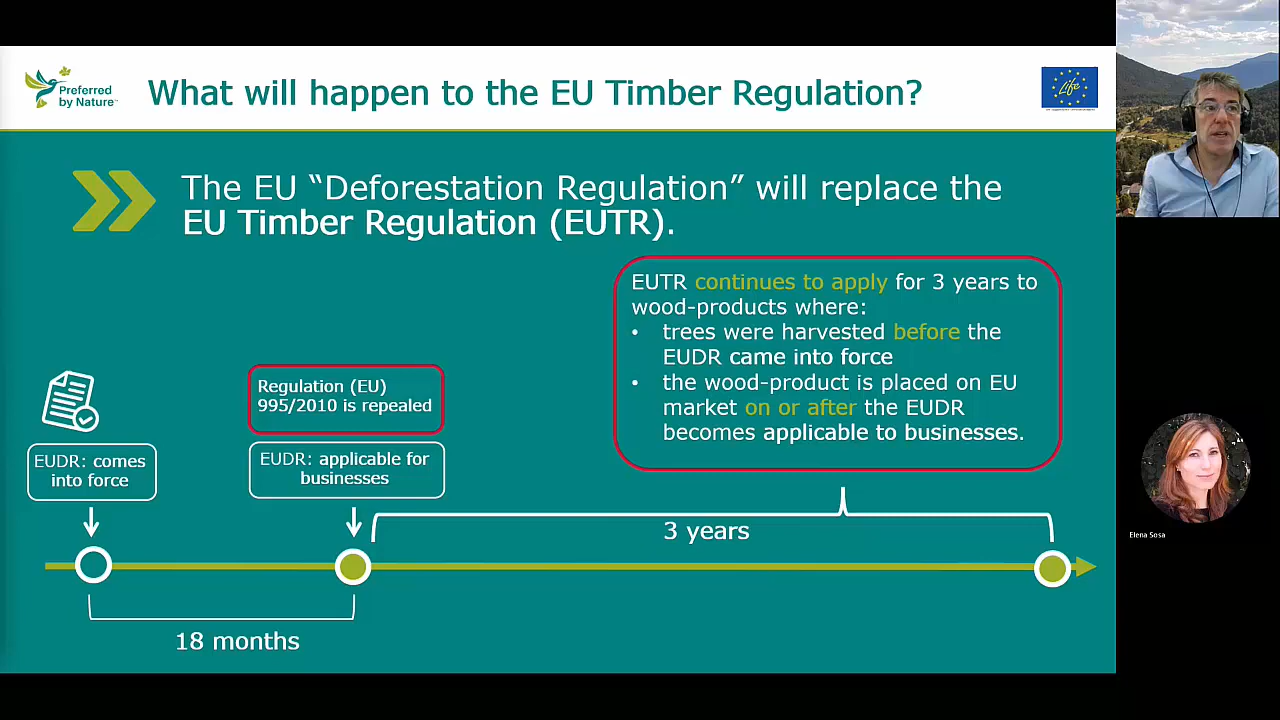 Preferred
by Nature™
What will happen to the EU Timber Regulation?
Life
The EU “Deforestation Regulation” will replace the
EU Timber Regulation (EUTR).
EUTR continues to apply for 3 years to
wood-products where:
• trees were harvested before the
EUDR came into force
• the wood-product is placed on EU
market on or after the EUDR
becomes applicable to businesses.
Regulation (EU)
995/2010 is repealed
EUDR: comes
into force
EUDR: applicable for
businesses
3 years
18 months
Elena Sosa